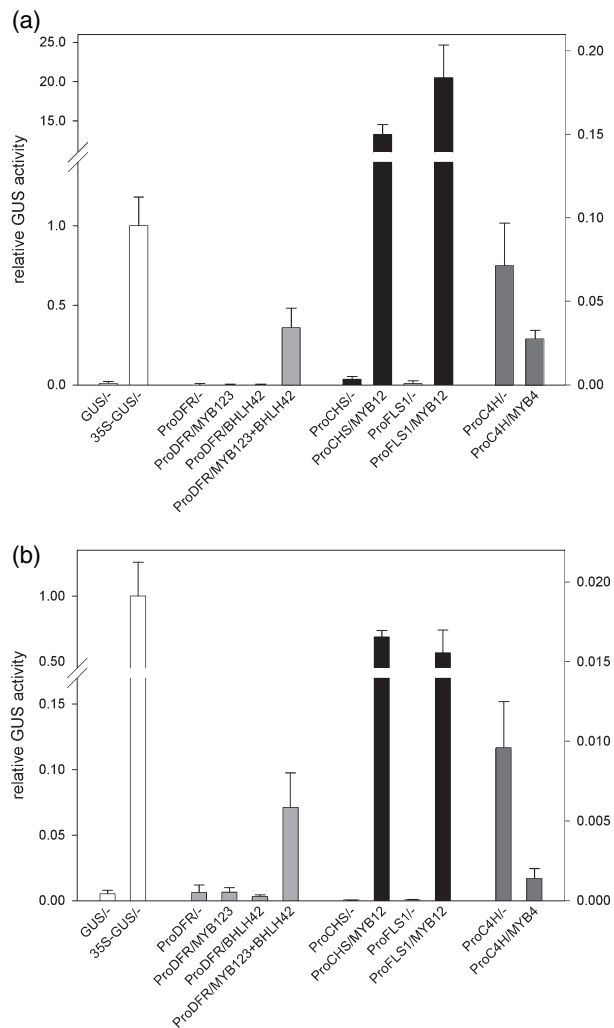 (a)
relative GUS activity
25.0
20.0
15.0
1.0
0.5
0.0
0.20
0.15
0.10
0.05
0.00
GUS/-
35S-GUS/-
ProDFR/-
ProDFR/MYB123
ProDFR/BHLH42
ProDFR/MYB123+BHLH42
ProCHS/-
ProCHS/MYB12
ProFLS1/-
ProFLS1/MYB12
ProC4H/-
ProC4H/MYB4
(b)
relative GUS activity
1.00
0.50
0.15
0.10
0.05
0.00
0.020
0.015
0.010
0.005
0.000
GUS/-
35S-GUS/-
ProDFR/-
ProDFR/MYB123
ProDFR/BHLH42
ProDFR/MYB123+BHLH42
ProCHS/-
ProCHS/MYB12
ProFLS1/-
ProFLS1/MYB12
ProC4H/-
ProC4H/MYB4